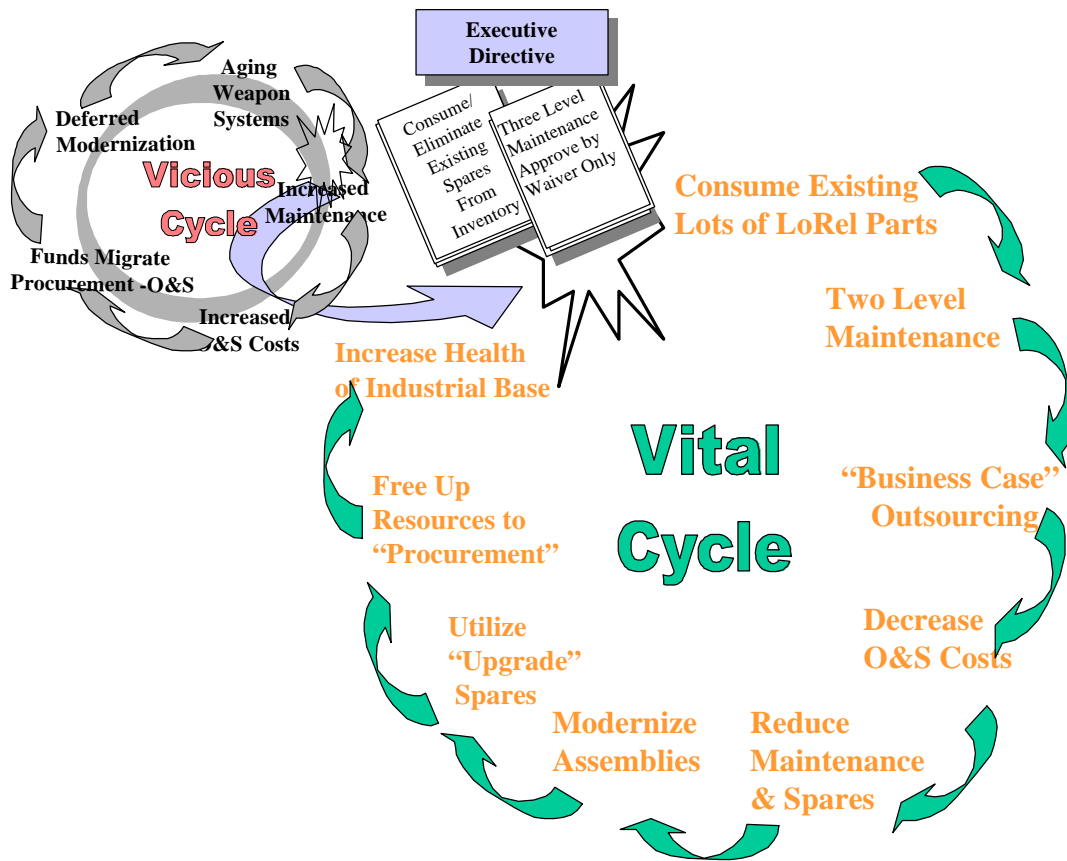 Executive
Directive
Aging
Weapon
Systems
Deferred
Modernization
Vicious
Cycle
Increased
Maintenance
Funds Migrate
Procurement -O&S
Increased
O&S Costs
Consume/
Eliminate
Existing
Spares
From
Inventory
Three Level
Maintenance
Approve by
Waiver Only
Consume Existing
Lots of LoRel Parts
Two Level
Maintenance
“Business Case”
Outsourcing
Decrease
O&S Costs
Reduce
Maintenance
& Spares
Modernize
Assemblies
Utilize
“Upgrade”
Spares
Free Up
Resources to
“Procurement”
Increase Health
of Industrial Base
Vital
Cycle